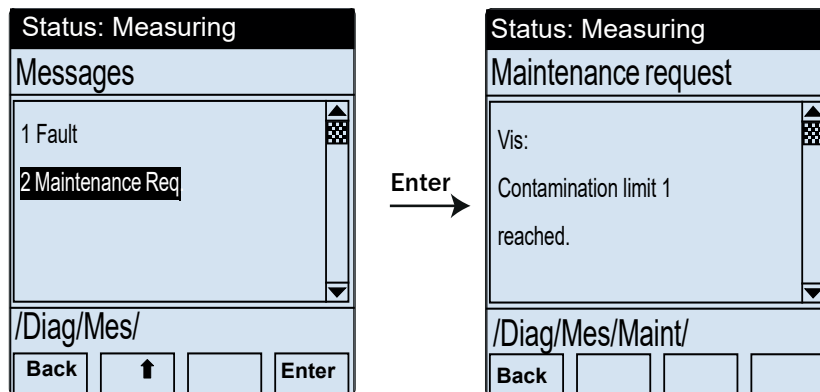 Status: Measuring
Messages
1 Fault
2 Maintenance Req.
/Diag/Mes/
Back
Enter
Enter
Status: Measuring
Maintenance request
Vis:
Contamination limit 1
reached.
/Diag/Mes/Maint/
Back